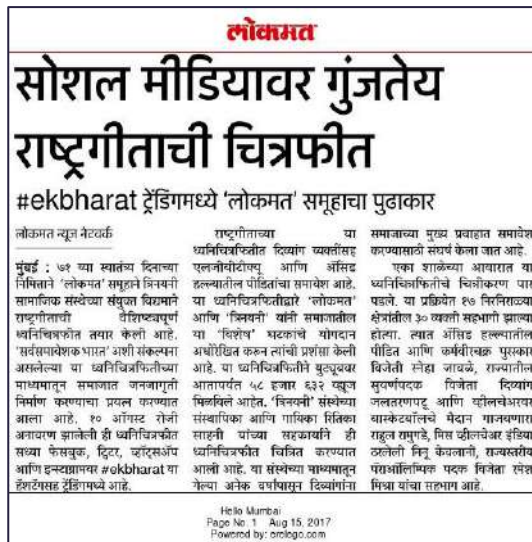 लोकमत
सोशल मीडियावर गुंजतेय
राष्ट्रगीताची चित्रफीत
#ekbharat ट्रेंडिंगमध्ये 'लोकमत' समूहाचा पुढाकार
लोकमत न्यूज नेटवर्क
मुंबई : ७१ व्या स्वातंत्र्य दिनाच्या
निमित्ताने 'लोकमत' समूहाने त्रिनयनी
सामाजिक संस्थेच्या संयुक्त विद्यमाने
राष्ट्रगीताची वैशिष्ट्यपूर्ण
ध्वनिचित्रफीत तयार केली आहे.
'सर्वसमावेशक भारत' अशी संकल्पना
असलेल्या या ध्वनिचित्रफितीच्या
माध्यमातून समाजात जनजागृती
निर्माण करण्याचा प्रयत्न करण्यात
आला आहे. १० ऑगस्ट रोजी
अनावरण झालेली ही ध्वनिचित्रफीत
सध्या फेसबुक, ट्विटर, व्हॉट्सअ‍ॅप
आणि इन्स्टाग्रामवर #ekbharat या
हॅशटॅगसह ट्रेंडिंगमध्ये आहे.
राष्ट्रगीताच्या या
ध्वनिचित्रफितीत दिव्यांग व्यक्तींसह
एलजीबीटीक्यू आणि अ‍ॅसिड
हल्ल्यातील पीडितांचा समावेश आहे.
या ध्वनिचित्रफितीद्वारे 'लोकमत'
आणि 'त्रिनयनी' यांनी समाजातील
या 'विशेष' घटकांचे योगदान
अधोरेखित करून त्यांची प्रशंसा केली
आहे. या ध्वनिचित्रफितीने युट्युबवर
आतापर्यंत ५८ हजार ६३२ व्ह्यूज
मिळविले आहेत. 'त्रिनयनी' संस्थेच्या
संस्थापिका आणि गायिका रितिका
साहनी यांच्या सहकार्याने ही
ध्वनिचित्रफीत चित्रित करण्यात
आली आहे. या संस्थेच्या माध्यमातून
गेल्या अनेक वर्षांपासून दिव्यांगांना
समाजाच्या मुख्य प्रवाहात समावेश
करण्यासाठी संघर्ष केला जात आहे.
एका शाळेच्या आवारात या
ध्वनिचित्रफितीचे चित्रीकरण पार
पडले. या प्रक्रियेत १७ निरनिराळ्या
क्षेत्रांतील ३० व्यक्ती सहभागी झाल्या
होत्या. त्यात अ‍ॅसिड हल्ल्यातील
पीडित आणि कर्मवीरचक्र पुरस्कार
विजेती स्नेहा जावळे, राज्यातील
सुवर्णपदक विजेता दिव्यांग
जलतरणपटू आणि व्हीलचेअरवर
बास्केटबॉलचे मैदान गाजवणारा
राहुल रामुगडे, मिस व्हीलचेअर इंडिया
ठरलेली निनू केवलानी, राज्यस्तरीय
पॅराऑलिम्पिक पदक विजेता रमेश
मिश्रा यांचा सहभाग आहे.
Hello Mumbai
Page No. 1 Aug 15, 2017
Powered by: erelego.com